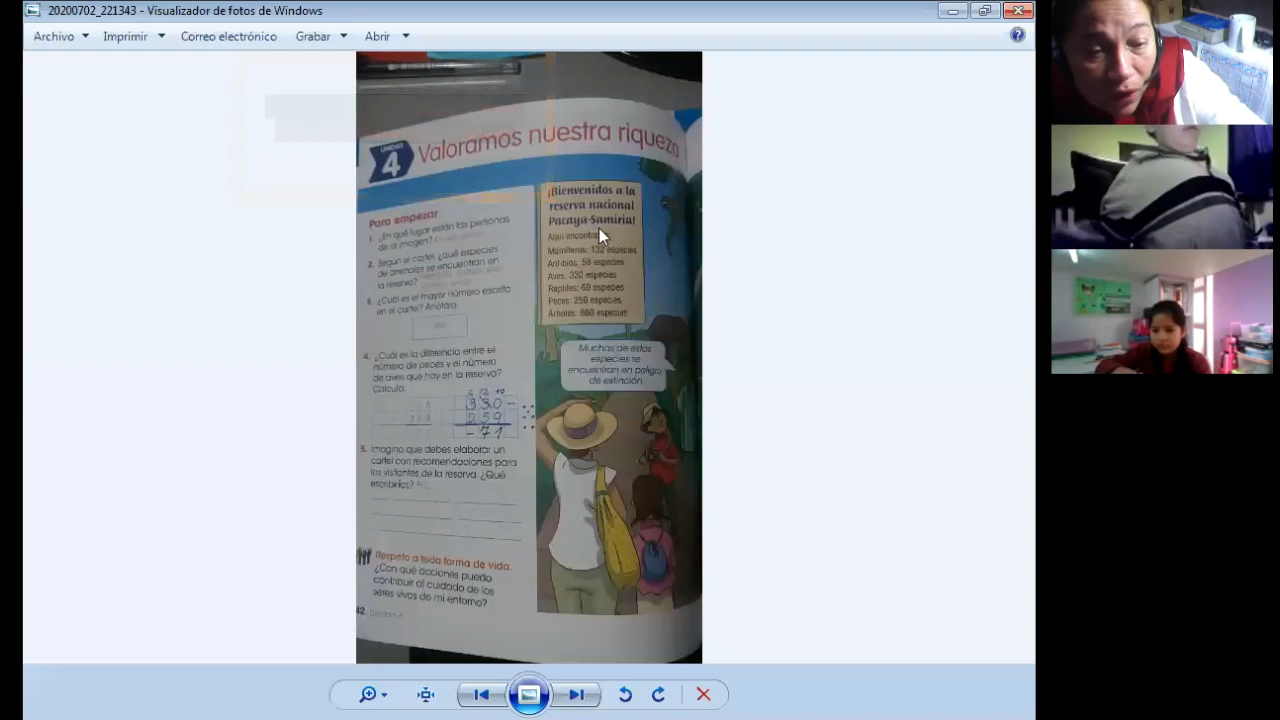 20200702_221343 - Visualizador de fotos de Windows
Archivo Imprimir Correo electrónico Grabar Abrir
UNIDAD
4
Valoramos nuestra riqueza
Para empezar
1. ¿En qué lugar están las personas
de la imagen?
2. Según el cartel, ¿qué especies
de animales se encuentran en
la reserva?
3. ¿Cuál es el mayor número escrito
en el cartel? Anótalo.
4. ¿Cuál es la diferencia entre el
número de peces y el número
de aves que hay en la reserva?
Calcula.
330-
259
-71
5. Imagina que debes elaborar un
cartel con recomendaciones para
los visitantes de la reserva. ¿Qué
escribirías?
Respeto a toda forma de vida.
¿Con qué acciones puedo
contribuir al cuidado de los
seres vivos de mi entorno?
42
¡Bienvenidos a la
reserva nacional
Pacaya-Samiria!
Aquí
Mamíferos: 132 especies
Anfibios: 58 especies
Aves: 330 especies
Reptiles: 69 especies
Peces: 259 especies
Árboles: 660 especies
Muchas de estas
especies se
encuentran en peligro
de extinción.